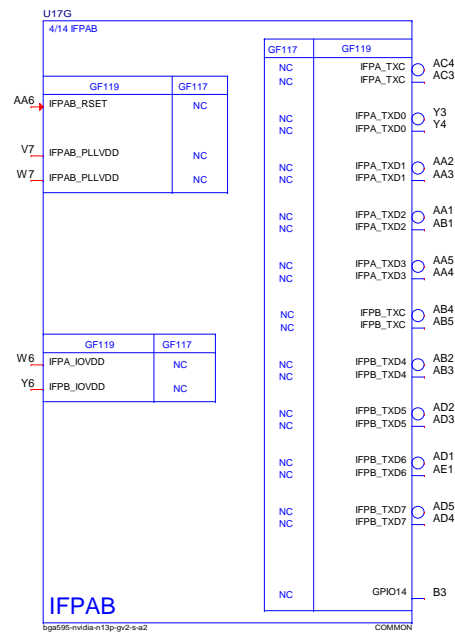 U17G
4/14 IFPAB
GF117 GF119
NC IFPA_TXC AC4
NC IFPA_TXC AC3
GF119 GF117
AA6 IFPAB_RSET NC
NC IFPA_TXD0 Y3
NC IFPA_TXD0 Y4
V7 IFPAB_PLLVDD NC
W7 IFPAB_PLLVDD NC
NC IFPA_TXD1 AA2
NC IFPA_TXD1 AA3
NC IFPA_TXD2 AA1
NC IFPA_TXD2 AB1
NC IFPA_TXD3 AA5
NC IFPA_TXD3 AA4
NC IFPB_TXC AB4
NC IFPB_TXC AB5
GF119 GF117
W6 IFPA_IOVDD NC
Y6 IFPB_IOVDD NC
NC IFPB_TXD4 AB2
NC IFPB_TXD4 AB3
NC IFPB_TXD5 AD2
NC IFPB_TXD5 AD3
NC IFPB_TXD6 AD1
NC IFPB_TXD6 AE1
NC IFPB_TXD7 AD5
NC IFPB_TXD7 AD4
NC GPIO14 B3
IFPAB
bga595-nvidia-n13p-gv2-s-a2 COMMON